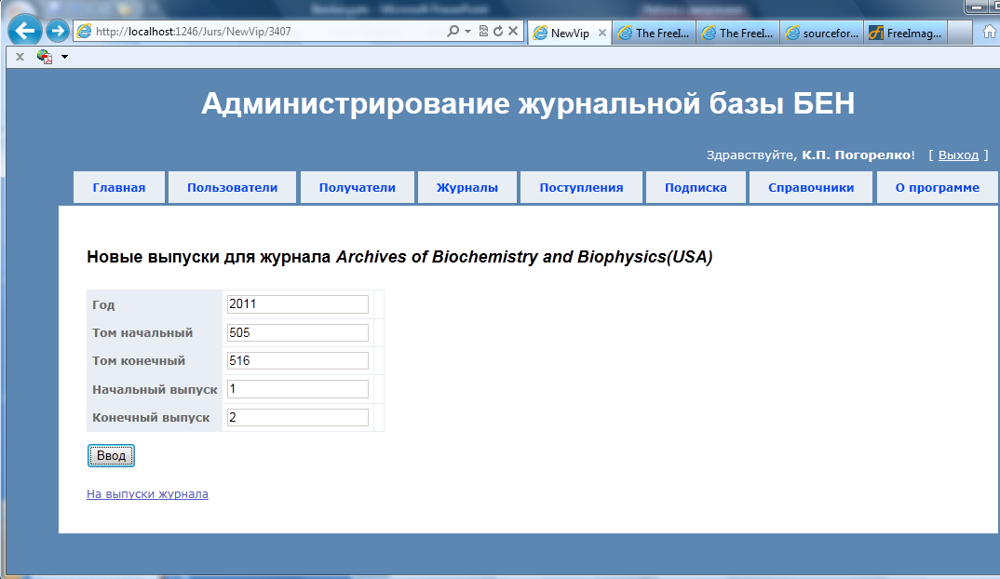 http://localhost:1246/Jurs/NewVip/3407
NewVip
The FreeI...
The FreeI...
sourcefor...
FreeImag...
Администрирование журнальной базы БЕН
Здравствуйте, К.П. Погорелко! [ Выход ]
Главная
Пользователи
Получатели
Журналы
Поступления
Подписка
Справочники
О программе
Новые выпуски для журнала Archives of Biochemistry and Biophysics(USA)
Год 2011
Том начальный 505
Том конечный 516
Начальный выпуск 1
Конечный выпуск 2
Ввод
На выпуски журнала